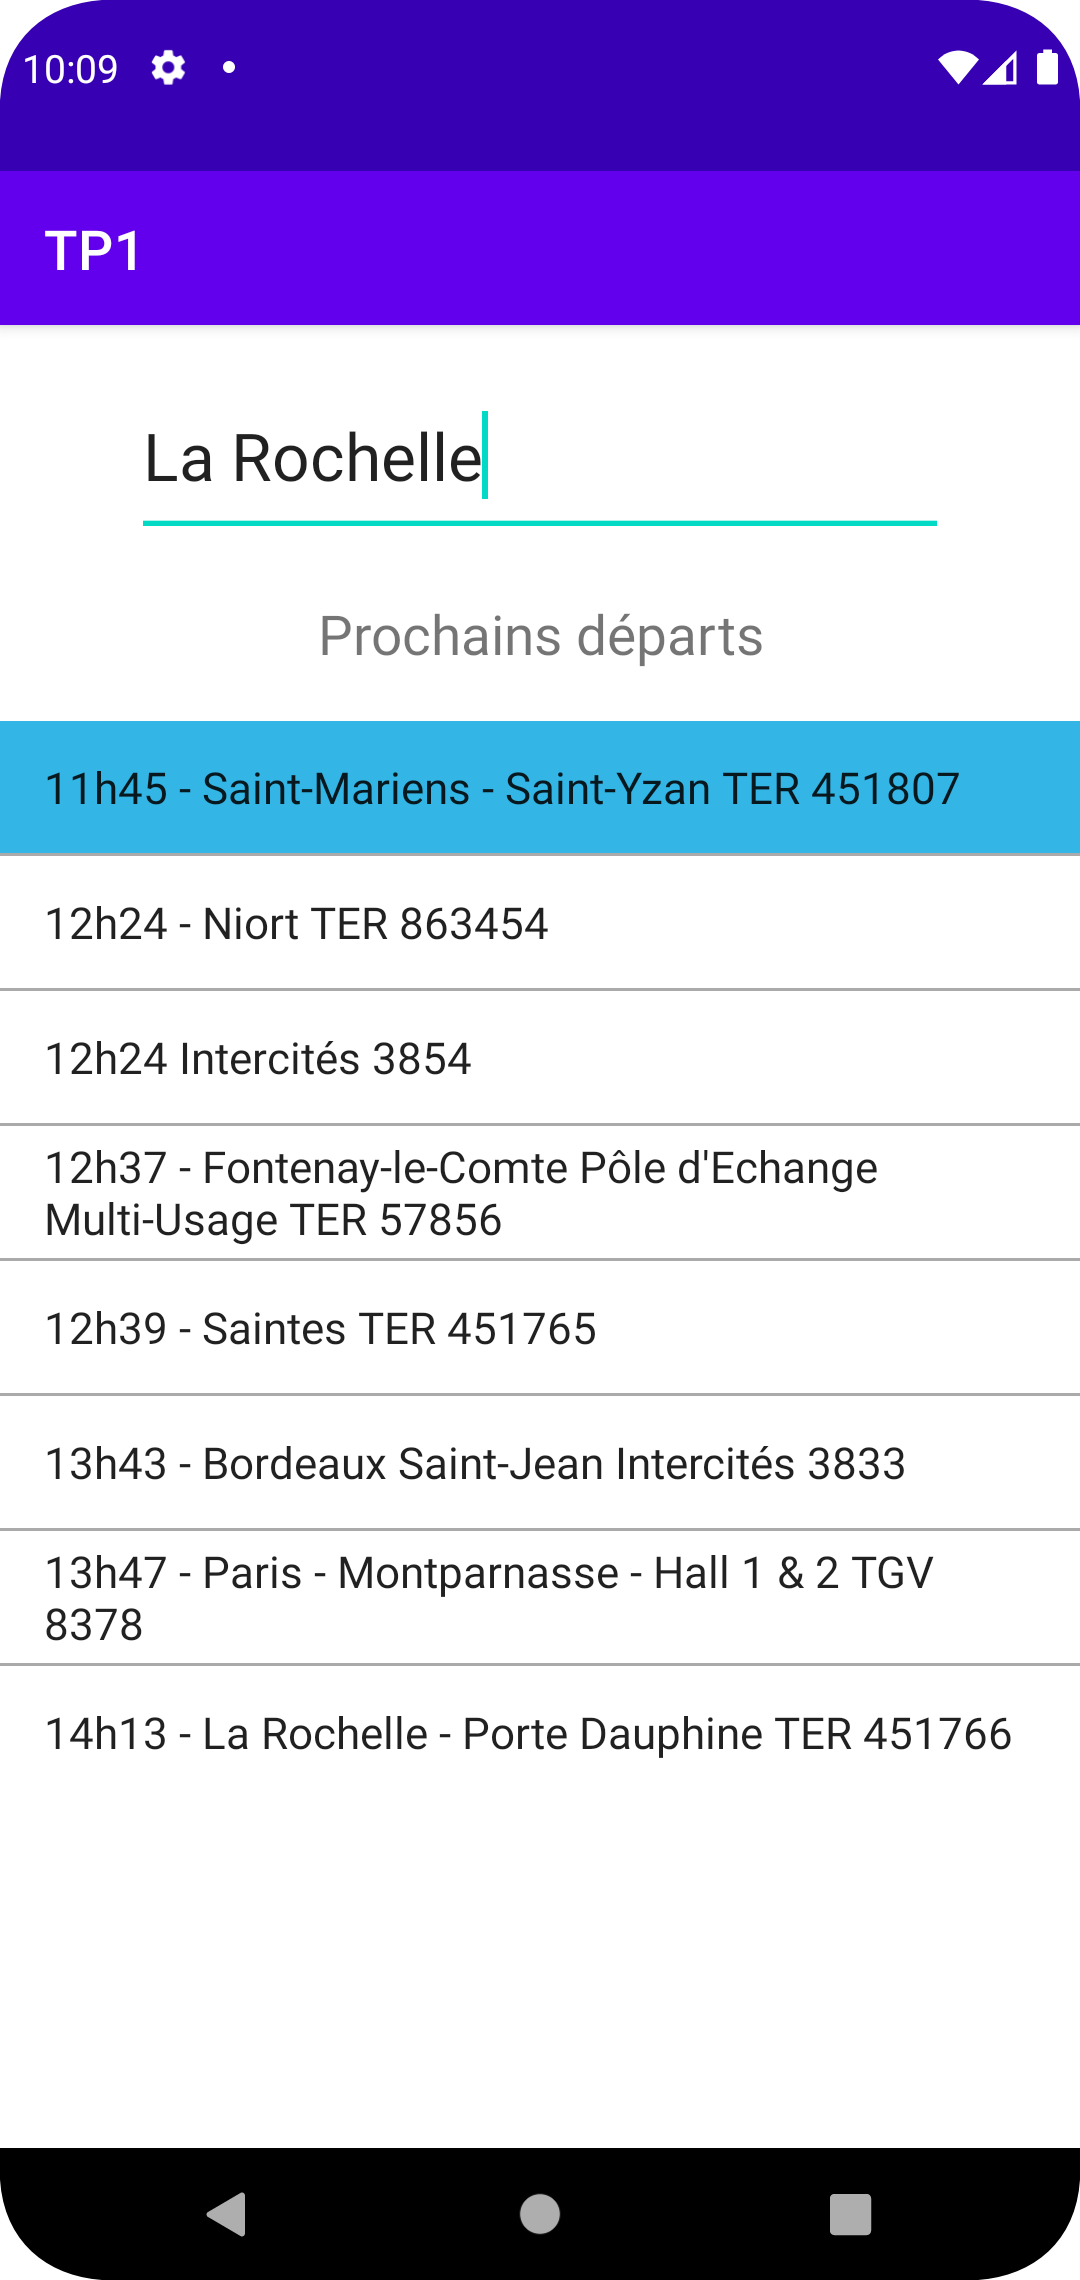 10:09
TP1
La Rochelle
Prochains départs
11h45 - Saint-Mariens - Saint-Yzan TER 451807
12h24 - Niort TER 863454
12h24 Intercités 3854
12h37 - Fontenay-le-Comte Pôle d'Echange
Multi-Usage TER 57856
12h39 - Saintes TER 451765
13h43 - Bordeaux Saint-Jean Intercités 3833
13h47 - Paris - Montparnasse - Hall 1 & 2 TGV
8378
14h13 - La Rochelle - Porte Dauphine TER 451766